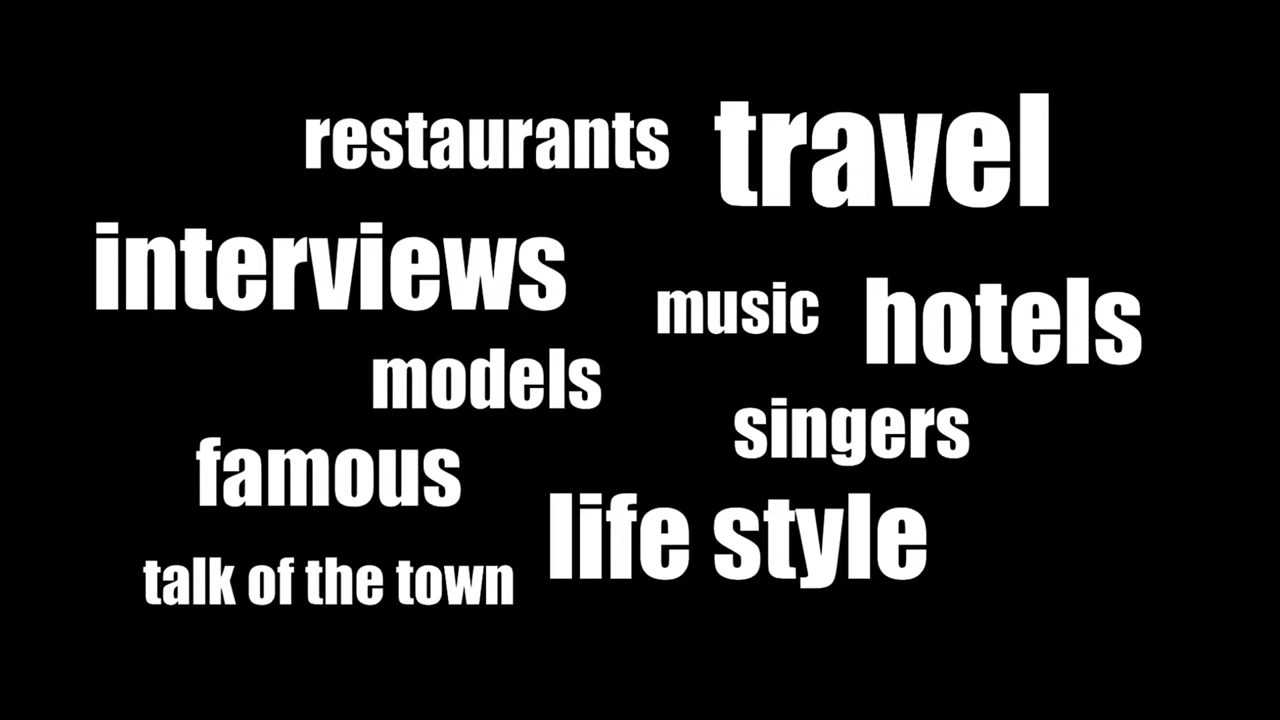 restaurants
travel
interviews
music
hotels
models
singers
famous
life style
talk of the town